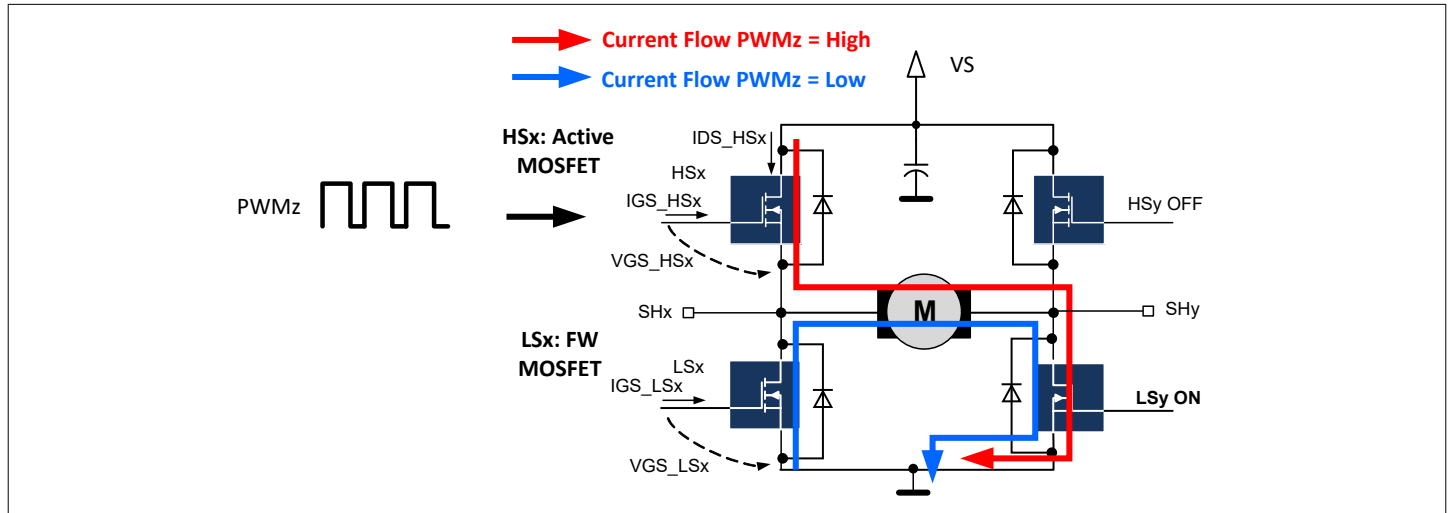 Current Flow PWMz = High
Current Flow PWMz = Low
VS
HSx: Active
MOSFET
IDS_HSx
HSx
PWMz
IGS_HSx
HSy OFF
VGS_HSx
M
SHx
SHy
LSx: FW
MOSFET
LSx
IGS_LSx
LSy ON
VGS_LSx